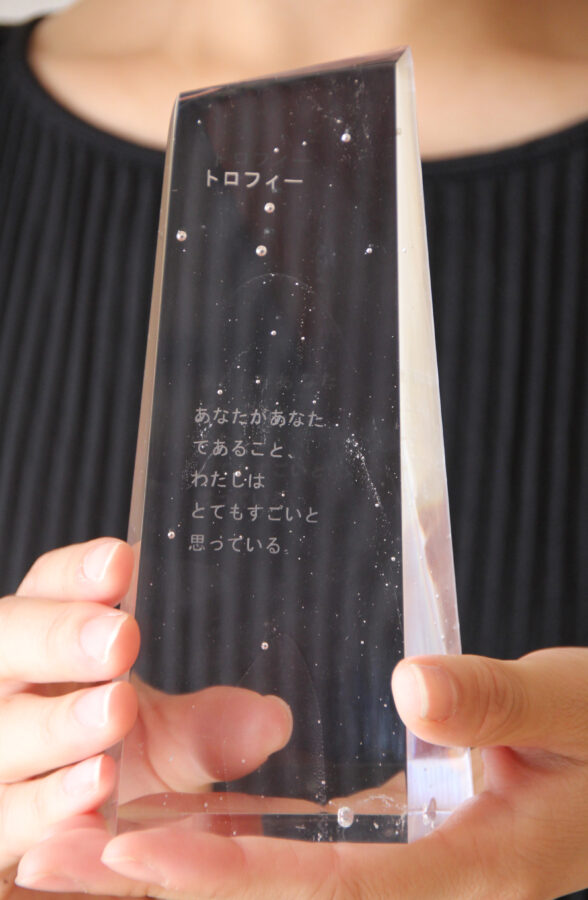 トロフィー
あなたがあなた
であること、
わたしは
とてもすごいと
思っている。